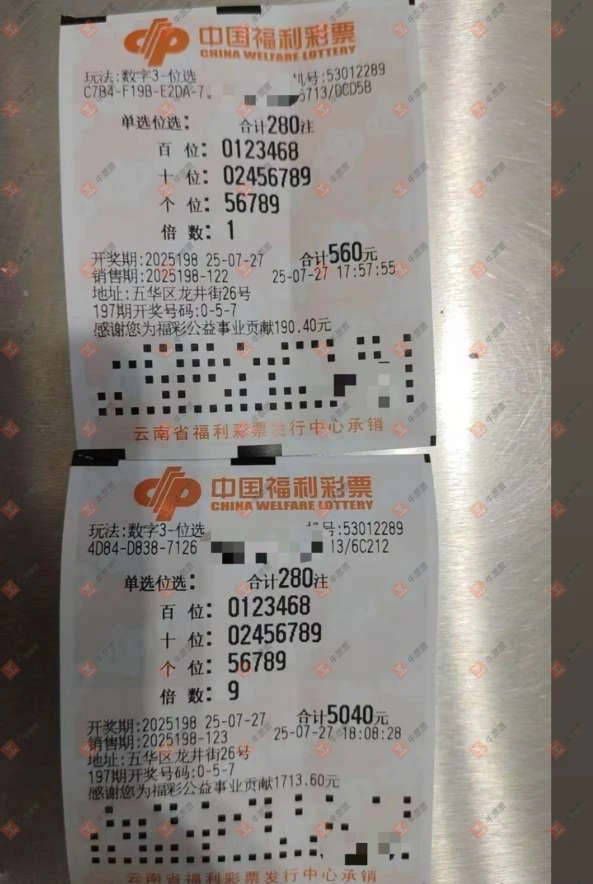 中国福利彩票
CHINA WELFARE LOTTERY
玩法:数字3-位选 机号:53012289
C7B4-F19B-E2DA-7 5713/DCD5B
单选位选: 合计280注
百 位: 0123468
十 位: 02456789
个 位: 56789
倍 数: 1
开奖期:2025198 25-07-27 合计560元
销售期:2025198-122 25-07-27 17:57:55
地址:五华区龙井街26号
197期开奖号码:0-5-7
感谢您为福彩公益事业贡献190.40元
云南省福利彩票发行中心承销
中国福利彩票
CHINA WELFARE LOTTERY
玩法:数字3-位选 号:53012289
4D84-D838-7126 13/6C212
单选位选: 合计280注
百 位: 0123468
十 位: 02456789
个 位: 56789
倍 数: 9
开奖期:2025198 25-07-27 合计5040元
销售期:2025198-123 25-07-27 18:08:28
地址:五华区龙井街26号
197期开奖号码:0-5-7
感谢您为福彩公益事业贡献1713.60元
云南省福利彩票发行中心承销